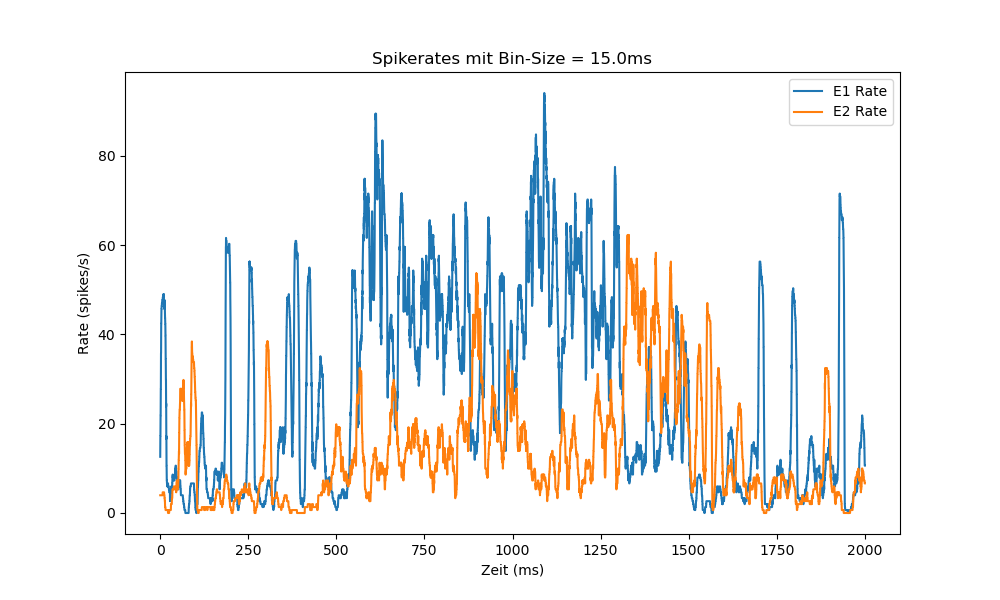 Spikerates mit Bin-Size = 15.0ms
E1 Rate
E2 Rate
Rate (spikes/s)
80
60
40
20
0
0 250 500 750 1000 1250 1500 1750 2000
Zeit (ms)